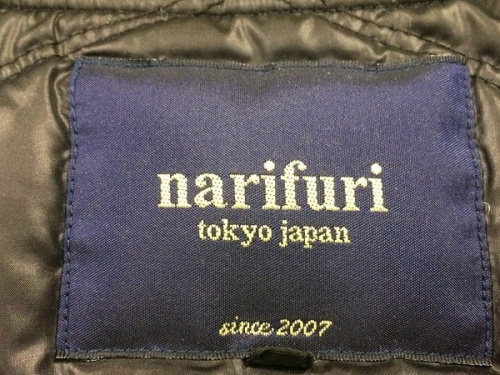 narifuri
tokyo japan
since 2007